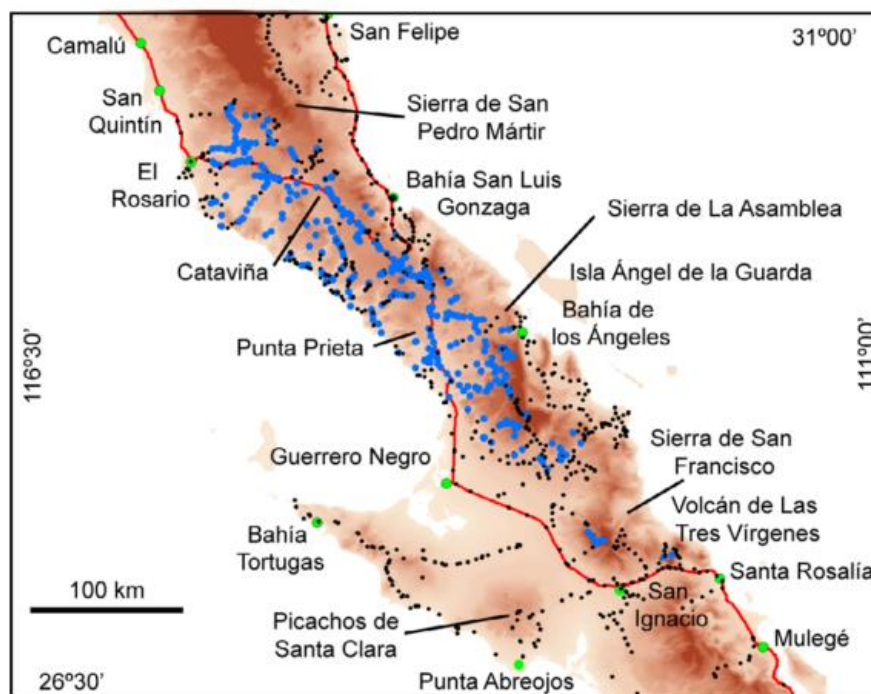 San Felipe
31º00’
Camalú
San
Quintín
Sierra de San
Pedro Mártir
El
Rosario
Bahía San Luis
Gonzaga
Sierra de La Asamblea
Cataviña
Isla Ángel de la Guarda
Bahía de
los Ángeles
Punta Prieta
116º30’
111º00’
Guerrero Negro
Sierra de San
Francisco
Volcán de Las
Tres Vírgenes
Bahía
Tortugas
Santa Rosalía
100 km
San
Ignacio
Picachos de
Santa Clara
Mulegé
26º30’
Punta Abreojos